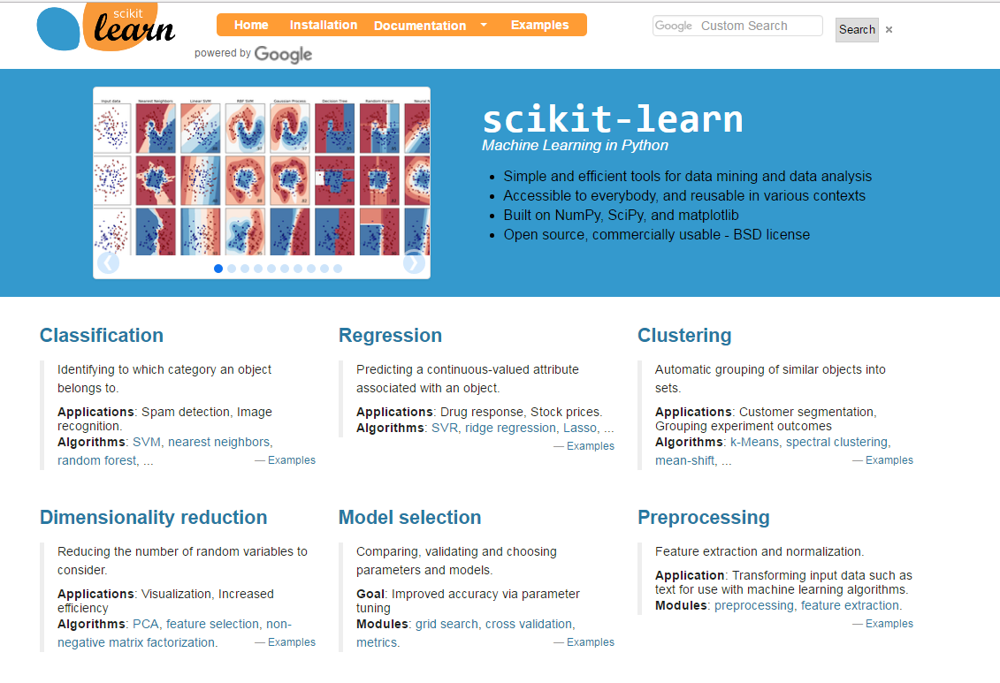 scikit
learn
Home Installation Documentation Examples
Google Custom Search
Search ×
powered by Google
Input data Nearest Neighbors Linear SVM RBF SVM Gaussian Process Decision Tree Random Forest
scikit-learn
Machine Learning in Python
• Simple and efficient tools for data mining and data analysis
• Accessible to everybody, and reusable in various contexts
• Built on NumPy, SciPy, and matplotlib
• Open source, commercially usable - BSD license
Classification
Identifying to which category an object
belongs to.
Applications: Spam detection, Image
recognition.
Algorithms: SVM, nearest neighbors,
random forest, ... — Examples
Regression
Predicting a continuous-valued attribute
associated with an object.
Applications: Drug response, Stock prices.
Algorithms: SVR, ridge regression, Lasso, ...
— Examples
Clustering
Automatic grouping of similar objects into
sets.
Applications: Customer segmentation,
Grouping experiment outcomes
Algorithms: k-Means, spectral clustering,
mean-shift, ... — Examples
Dimensionality reduction
Reducing the number of random variables to
consider.
Applications: Visualization, Increased
efficiency
Algorithms: PCA, feature selection, non-
negative matrix factorization. — Examples
Model selection
Comparing, validating and choosing
parameters and models.
Goal: Improved accuracy via parameter
tuning
Modules: grid search, cross validation,
metrics. — Examples
Preprocessing
Feature extraction and normalization.
Application: Transforming input data such as
text for use with machine learning algorithms.
Modules: preprocessing, feature extraction.
— Examples